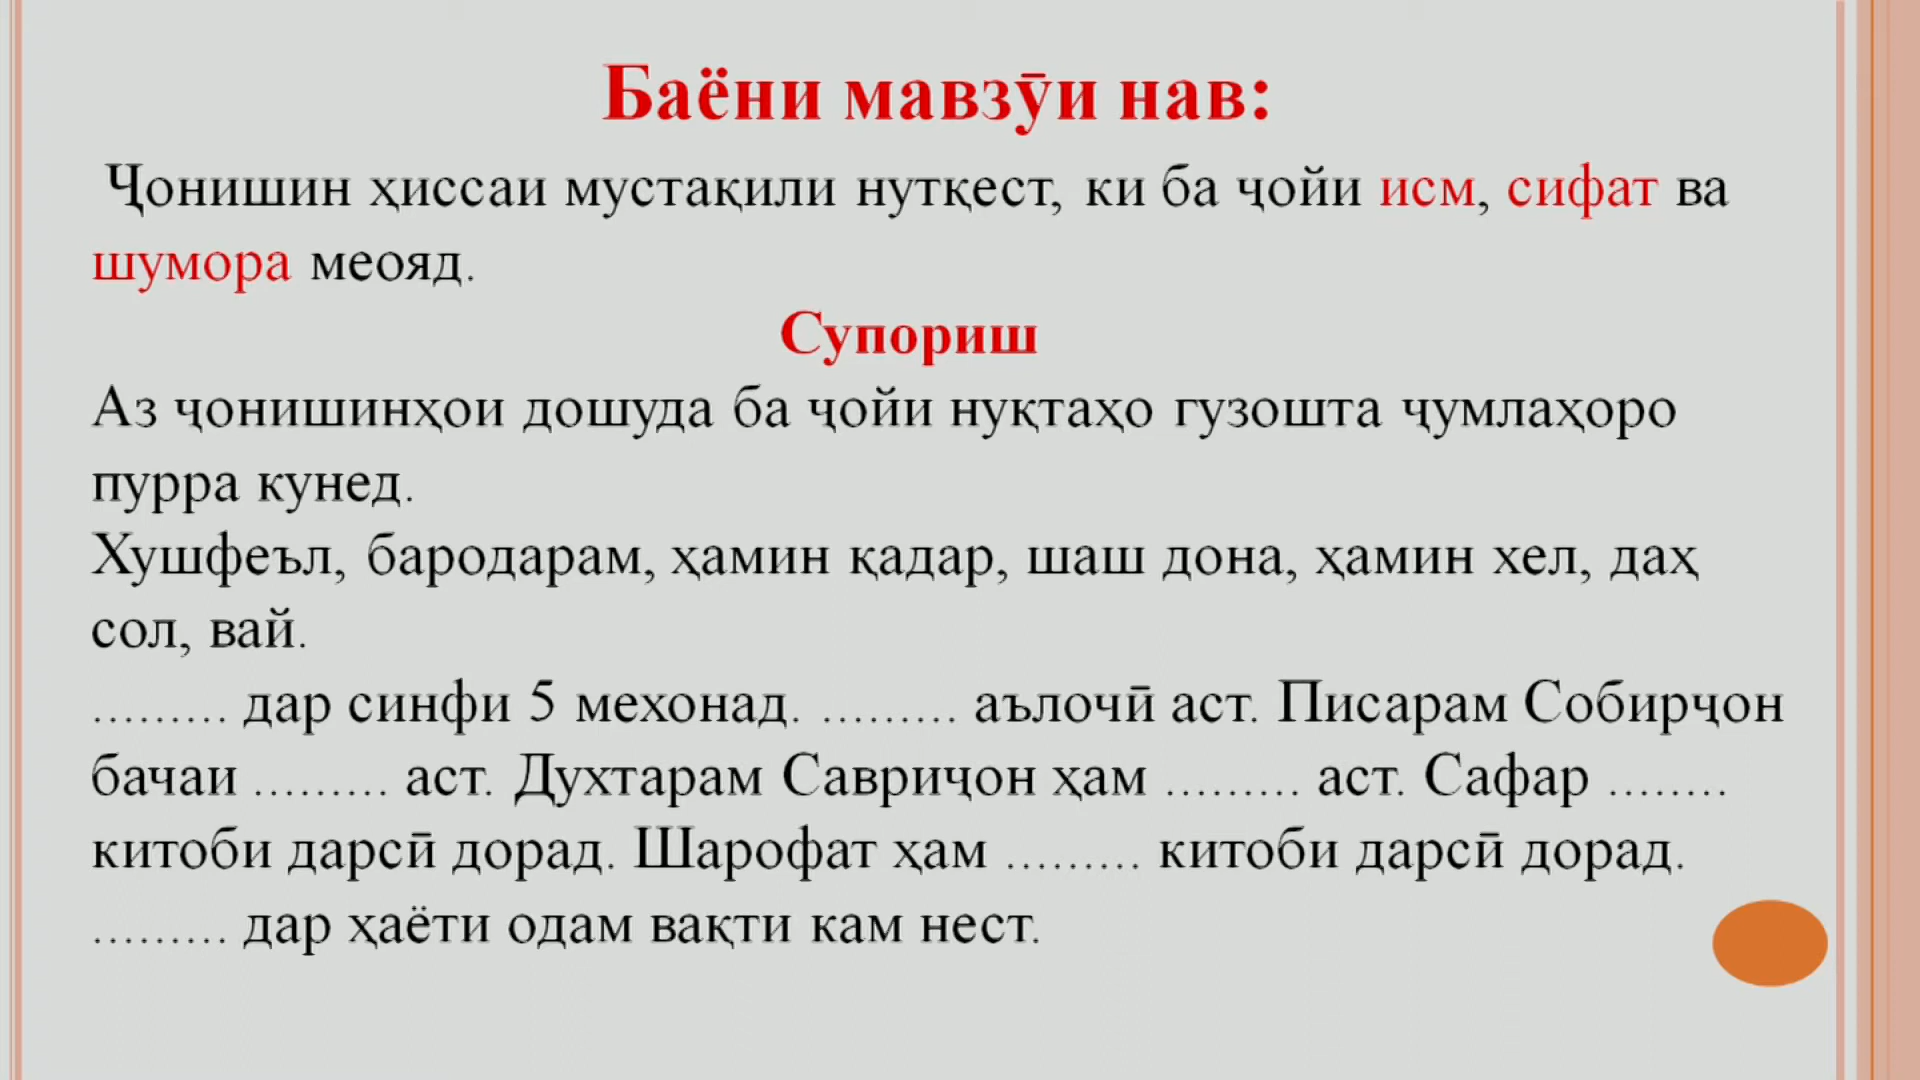 Баёни мавзӯи нав:
Ҷонишин ҳиссаи мустақили нутқест, ки ба ҷойи исм, сифат ва
шумора меояд.
Супориш
Аз ҷонишинҳои дошуда ба ҷойи нуқтаҳо гузошта ҷумлаҳоро
пурра кунед.
Хушфеъл, бародарам, ҳамин қадар, шаш дона, ҳамин хел, даҳ
сол, вай.
......... дар синфи 5 мехонад. ......... аълочӣ аст. Писарам Собирҷон
бачаи ......... аст. Духтарам Савриҷон ҳам ......... аст. Сафар ........
китоби дарсӣ дорад. Шарофат ҳам ......... китоби дарсӣ дорад.
......... дар ҳаёти одам вақти кам нест.